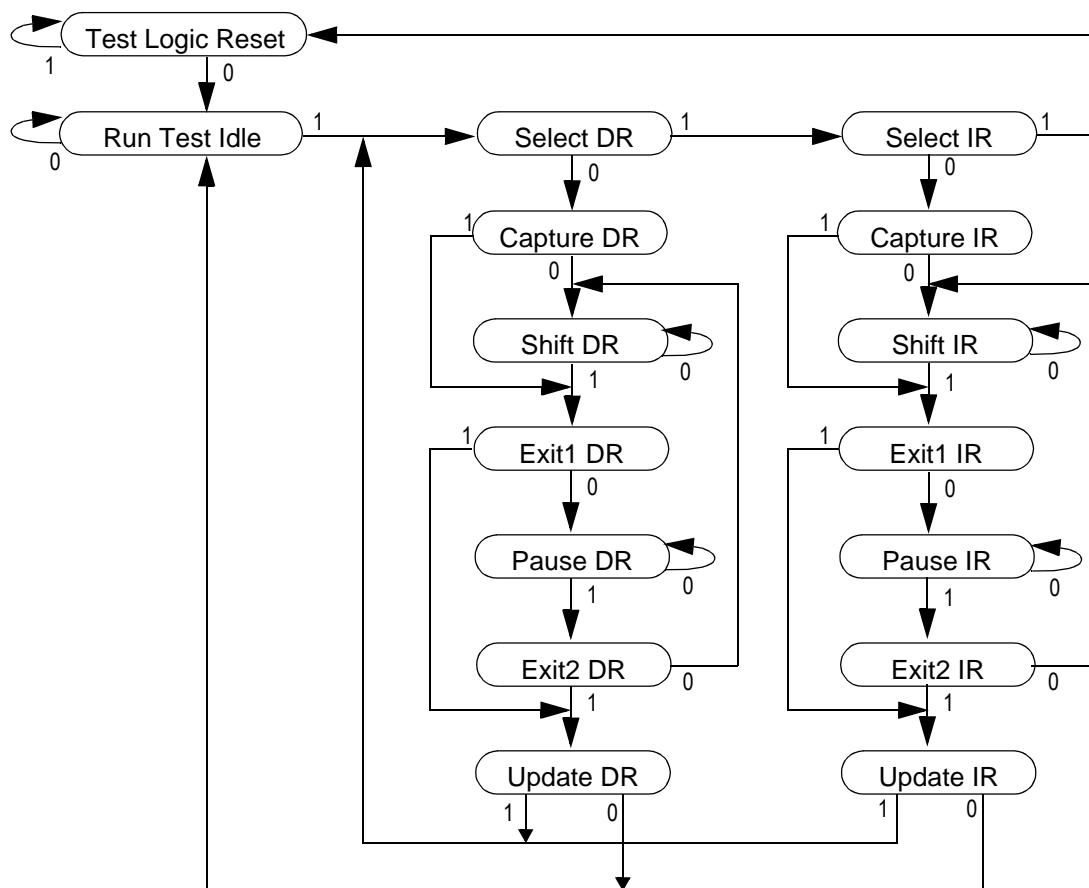 Test Logic Reset
1
0
Run Test Idle
1
0
Select DR
1
0
Select IR
1
0
1
Capture DR
0
1
Capture IR
0
Shift DR
0
1
Shift IR
0
1
1
Exit1 DR
0
1
Exit1 IR
0
Pause DR
0
1
Pause IR
0
1
Exit2 DR
0
1
Exit2 IR
0
1
Update DR
1
0
Update IR
1
0